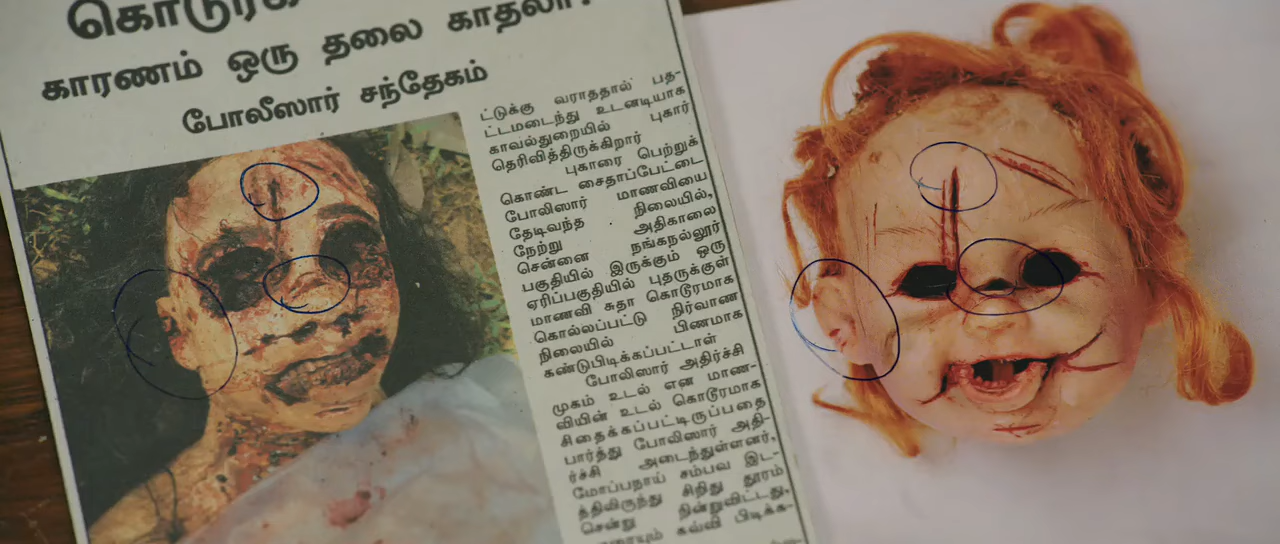 காரணம் ஒரு தலை காதலா?
போலீஸார் சந்தேகம்
ட்டுக்கு வராததால் பத-
ட்டமடைந்து உடனடியாக
காவல்துறையில் புகார்
தெரிவித்திருக்கிறார்
புகாரை பெற்றுக்
கொண்ட சைதாப்பேட்டை
போலிஸார் மாணவியை
தேடிவந்த நிலையில்,
நேற்று அதிகாலை
சென்னை நங்கநல்லூர்
பகுதியில் இருக்கும் ஒரு
ஏரிப்பகுதியில் புதருக்குள்
மாணவி சுதா கொடூரமாக
கொல்லப்பட்டு நிர்வாண
நிலையில் பிணமாக
கண்டுபிடிக்கப்பட்டாள்
போலிஸார் அதிர்ச்சி
முகம் உடல் என மாண-
வியின் உடல் கொடூரமாக
சிதைக்கப்பட்டிருப்பதை
பார்த்து போலிஸார் அதி-
ர்ச்சி அடைந்துள்ளனர்,
மோப்பநாய் சம்பவ இட-
த்திலிருந்து சிறிது தூரம்
சென்று நின்றுவிட்டது,
கவ்வி பிடிக்க-